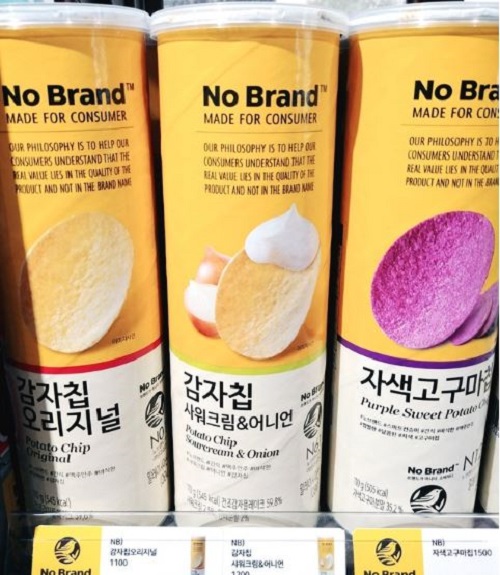 No Brand™
MADE FOR CONSUMER
OUR PHILOSOPHY IS TO HELP OUR
CONSUMERS UNDERSTAND THAT THE
REAL VALUE LIES IN THE QUALITY OF THE
PRODUCT AND NOT IN THE BRAND NAME
감자칩
오리지널
Potato Chip
Original
No Brand™
MADE FOR CONSUMER
OUR PHILOSOPHY IS TO HELP OUR
CONSUMERS UNDERSTAND THAT THE
REAL VALUE LIES IN THE QUALITY OF THE
PRODUCT AND NOT IN THE BRAND NAME
감자칩
사워크림&어니언
Potato Chip
Sourcream & Onion
No Bra
MADE FOR CONS
OUR PHILOSOPHY IS TO H
CONSUMERS UNDERSTAND T
REAL VALUE LIES IN THE QUA
PRODUCT AND NOT IN THE BRA
자색고구마칩
Purple Sweet Potato C
No Brand™
NB)
감자칩오리지널
1100
No Brand
NB)
감자칩
사워크림&어니언
No Brand
NB)
자색고구마칩1500